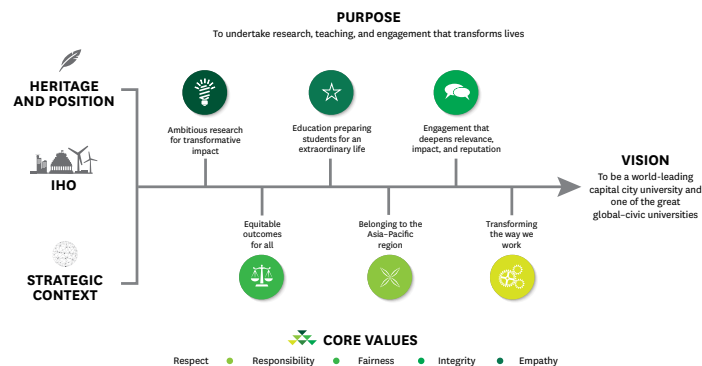 PURPOSE
To undertake research, teaching, and engagement that transforms lives
HERITAGE
AND POSITION
Ambitious research
for transformative
impact
Education preparing
students for an
extraordinary life
Engagement that
deepens relevance,
impact, and reputation
IHO
VISION
To be a world-leading
capital city university and
one of the great
global-civic universities
Equitable
outcomes
for all
Belonging to the
Asia-Pacific
region
Transforming
the way we
work
STRATEGIC
CONTEXT
CORE VALUES
Respect ● Responsibility ● Fairness ● Integrity ● Empathy